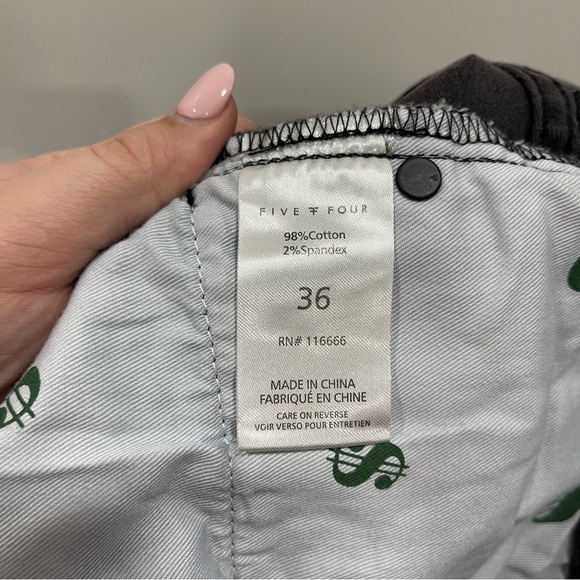 FIVE FOUR
98%Cotton
2%Spandex
36
RN# 116666
MADE IN CHINA
FABRIQUÉ EN CHINE
CARE ON REVERSE
VOIR VERSO POUR ENTRETIEN
$